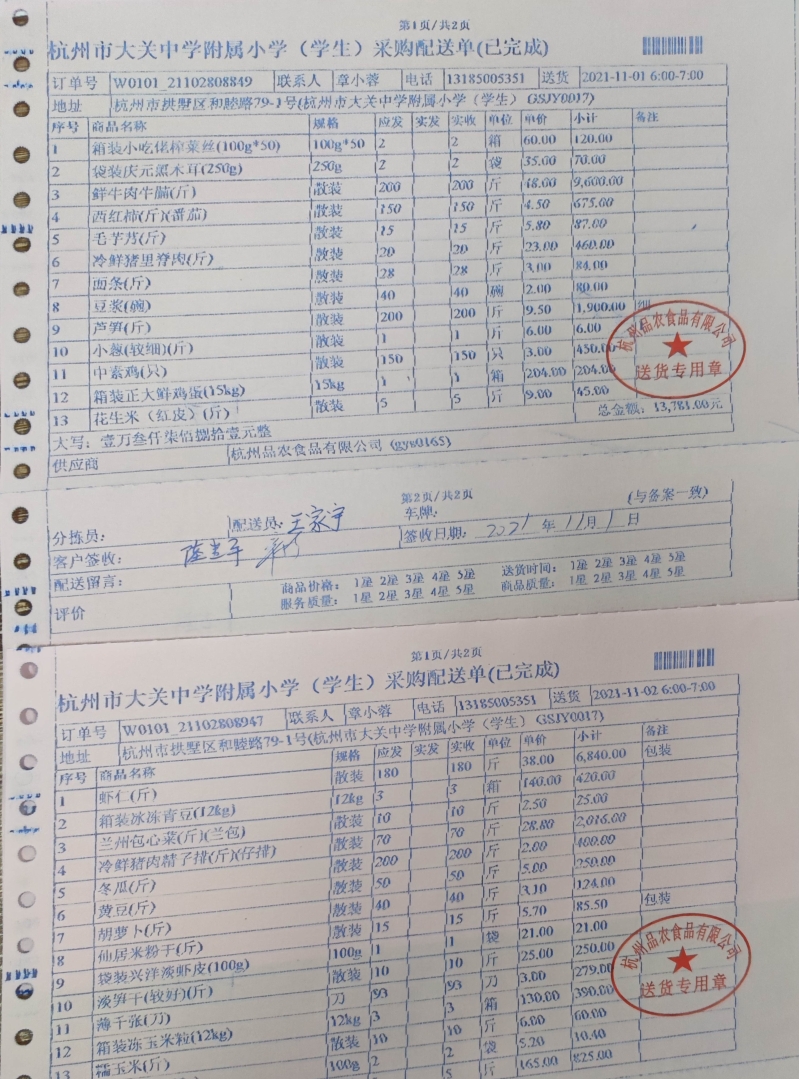 第1页/共2页
杭州市大关中学附属小学（学生）采购配送单(已完成)
订单号 W0101_21102808849 联系人 章小蓉 电话 13185005351 送货 2021-11-01 6:00-7:00
地址 杭州市拱墅区和睦路79-1号(杭州市大关中学附属小学（学生） GSJY0017)
序号 商品名称 规格 应发 实发 实收 单位 单价 小计 备注
1 箱装小吃佬榨菜丝(100g*50) 100g*50 2 2 箱 60.00 120.00
2 袋装庆元黑木耳(250g) 250g 2 2 袋 35.00 70.00
3 鲜牛肉牛腩(斤) 散装 200 200 斤 48.00 9,600.00
4 西红柿(斤)(番茄) 散装 150 150 斤 4.50 675.00
5 毛芋艿(斤) 散装 15 15 斤 5.80 87.00
6 冷鲜猪里脊肉(斤) 散装 20 20 斤 23.00 460.00
7 面条(斤) 散装 28 28 斤 3.00 84.00
8 豆浆(碗) 散装 40 40 碗 2.00 80.00
9 芦笋(斤) 散装 200 200 斤 9.50 1,900.00 细
10 小葱(较细)(斤) 散装 1 1 斤 6.00 6.00
11 中素鸡(只) 散装 150 150 只 3.00 450.00
12 箱装正大鲜鸡蛋(15kg) 15kg 1 1 箱 204.00 204.00
13 花生米（红皮）(斤) 散装 5 5 斤 9.00 45.00
大写：壹万叁仟柒佰捌拾壹元整 总金额：13,781.00元
供应商 杭州品农食品有限公司 (gys0165)
杭州品农食品有限公司
送货专用章
第2页/共2页
分拣员： 配送员：王家宇 车牌： (与备案一致)
客户签收： 签收日期： 2021年11月1日
配送留言：
评价 商品价格： 1星 2星 3星 4星 5星 送货时间： 1星 2星 3星 4星 5星
服务质量： 1星 2星 3星 4星 5星 商品质量： 1星 2星 3星 4星 5星
第1页/共2页
杭州市大关中学附属小学（学生）采购配送单(已完成)
订单号 W0101_21102808947 联系人 章小蓉 电话 13185005351 送货 2021-11-02 6:00-7:00
地址 杭州市拱墅区和睦路79-1号(杭州市大关中学附属小学（学生） GSJY0017)
序号 商品名称 规格 应发 实发 实收 单位 单价 小计 备注
1 虾仁(斤) 散装 180 180 斤 38.00 6,840.00 包装
2 箱装冰冻青豆(12kg) 12kg 3 3 箱 140.00 420.00
3 兰州包心菜(斤)(兰包) 散装 10 10 斤 2.50 25.00
4 冷鲜猪肉精子排(斤)(仔排) 散装 70 70 斤 28.80 2,016.00
5 冬瓜(斤) 散装 200 200 斤 2.00 400.00
6 黄豆(斤) 散装 50 50 斤 5.00 250.00
7 胡萝卜(斤) 散装 40 40 斤 3.10 124.00
8 仙居米粉干(斤) 散装 15 15 斤 5.70 85.50 包装
9 袋装兴洋淡虾皮(100g) 100g 1 1 袋 21.00 21.00
10 淡笋干(较好)(斤) 散装 10 10 斤 25.00 250.00
11 薄千张(刀) 刀 93 93 刀 3.00 279.00
12 箱装冻玉米粒(12kg) 12kg 3 3 箱 130.00 390.00
13 糯玉米(斤) 散装 10 10 斤 6.00 60.00
100g 2 2 袋 5.20 10.40
5 165.00 825.00
杭州品农食品有限公司
送货专用章